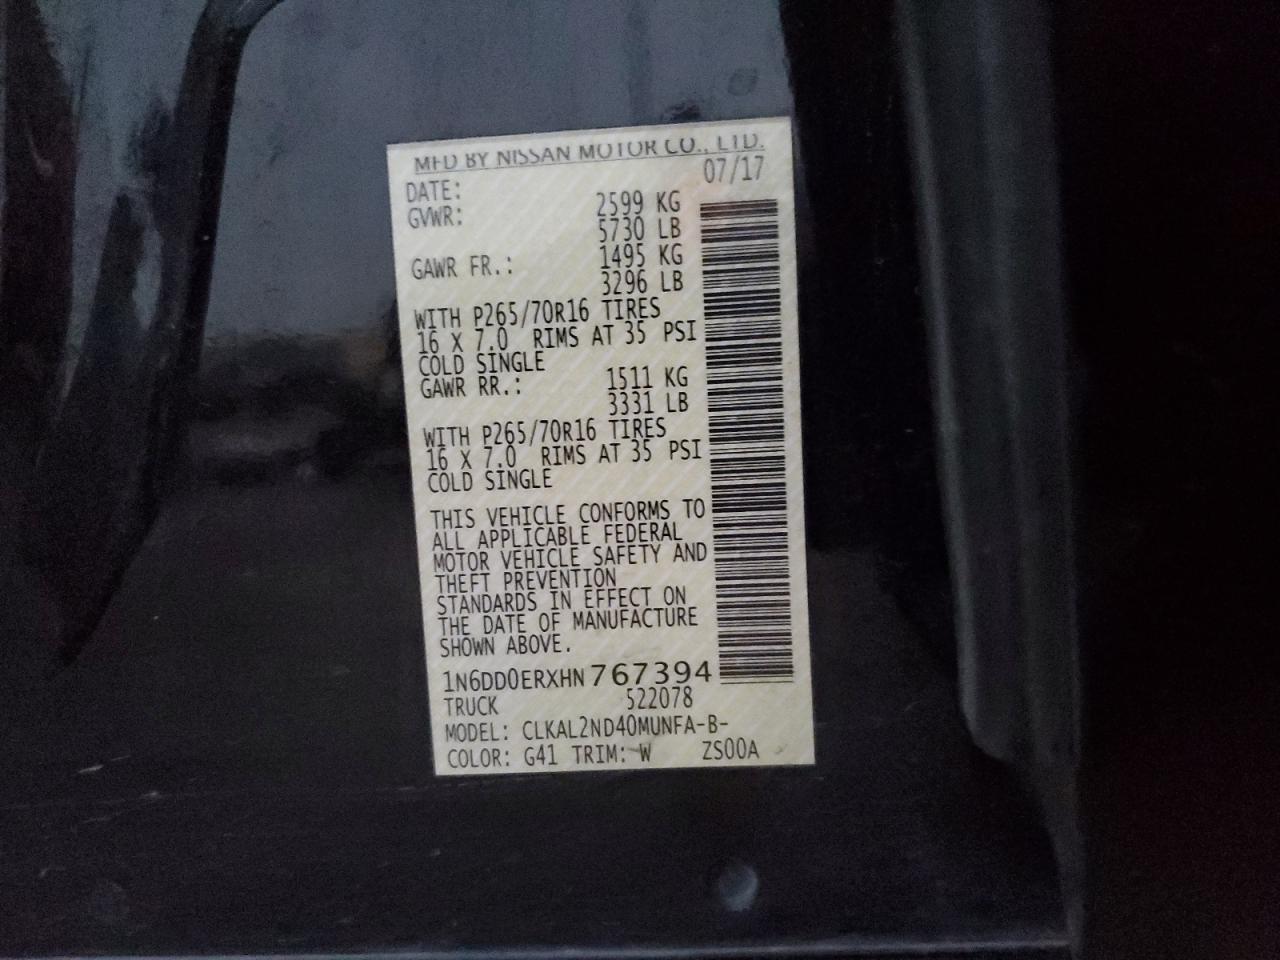 MFD BY NISSAN MOTOR CO., LTD.
DATE: 07/17
GVWR: 2599 KG
5730 LB
GAWR FR.: 1495 KG
3296 LB
WITH P265/70R16 TIRES
16 X 7.0 RIMS AT 35 PSI
COLD SINGLE
GAWR RR.: 1511 KG
3331 LB
WITH P265/70R16 TIRES
16 X 7.0 RIMS AT 35 PSI
COLD SINGLE
THIS VEHICLE CONFORMS TO
ALL APPLICABLE FEDERAL
MOTOR VEHICLE SAFETY AND
THEFT PREVENTION
STANDARDS IN EFFECT ON
THE DATE OF MANUFACTURE
SHOWN ABOVE.
1N6DD0ERXHN767394
TRUCK 522078
MODEL: CLKAL2ND40MUNFA-B-
COLOR: G41 TRIM: W ZS00A